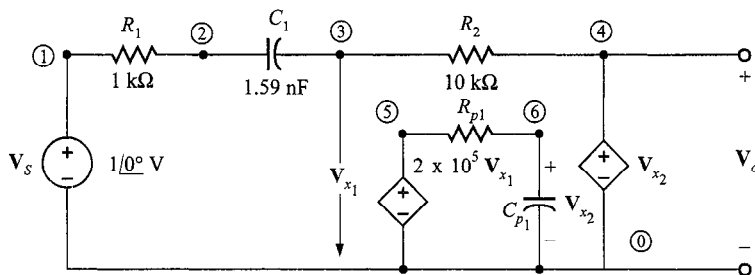 R1
1 kΩ
C1
1.59 nF
R2
10 kΩ
1
2
3
4
5
6
0
Rp1
VS
1/0° V
Vx1
2 x 10^5 Vx1
Cp1
+
Vx2
−
Vx2
+
Vo
−